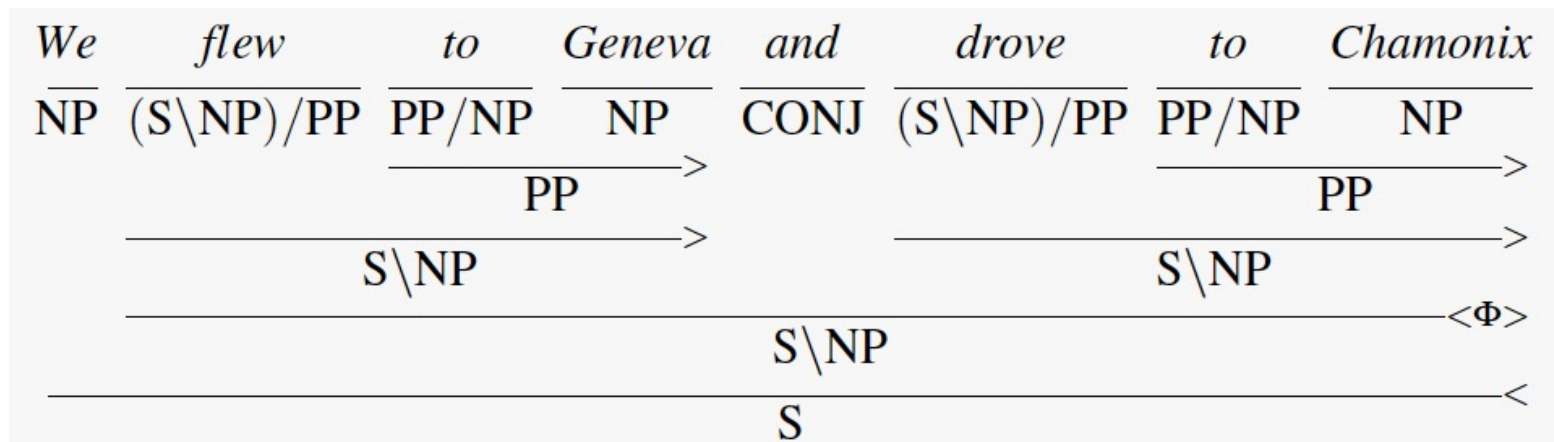 We flew to Geneva and drove to Chamonix
NP (S\NP)/PP PP/NP NP CONJ (S\NP)/PP PP/NP NP
> >
PP PP
> >
S\NP S\NP
<Φ>
S\NP
<
S